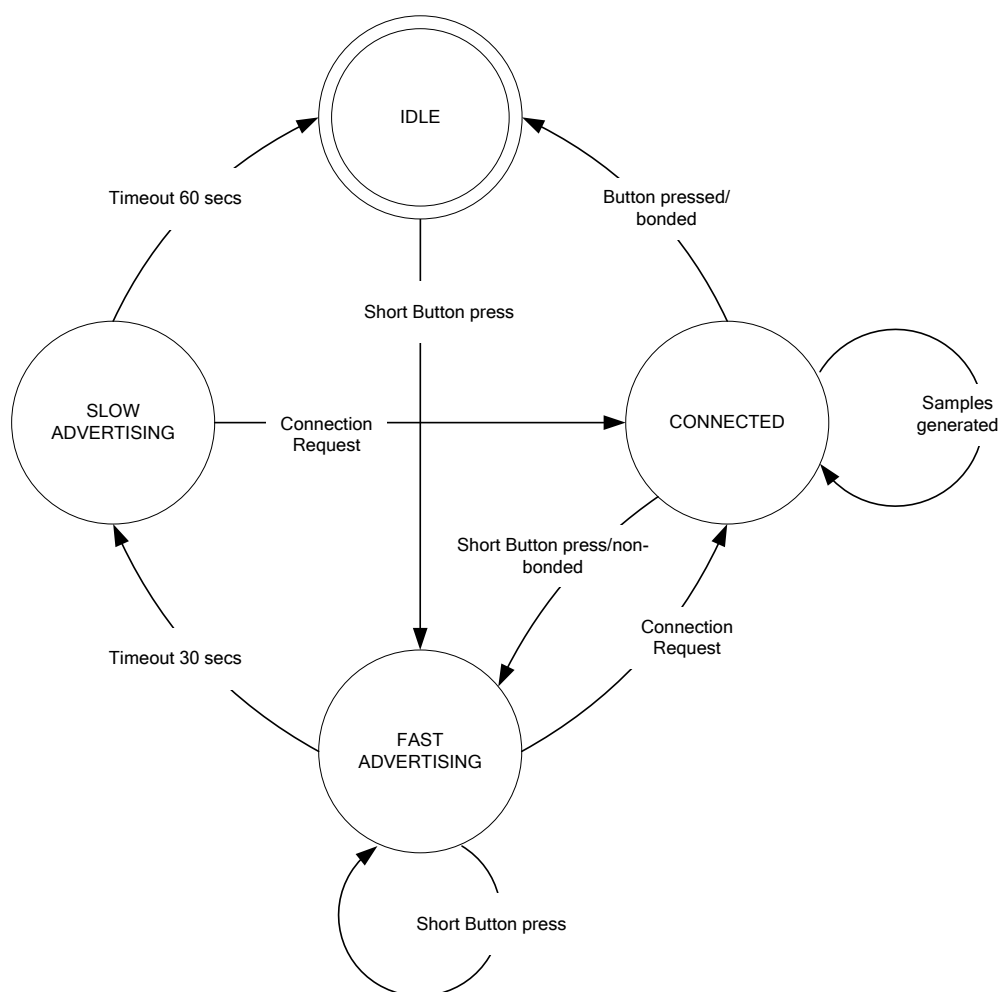 IDLE
Timeout 60 secs
Button pressed/
bonded
Short Button press
SLOW
ADVERTISING
Connection
Request
CONNECTED
Samples
generated
Short Button press/non-
bonded
Connection
Request
Timeout 30 secs
FAST
ADVERTISING
Short Button press